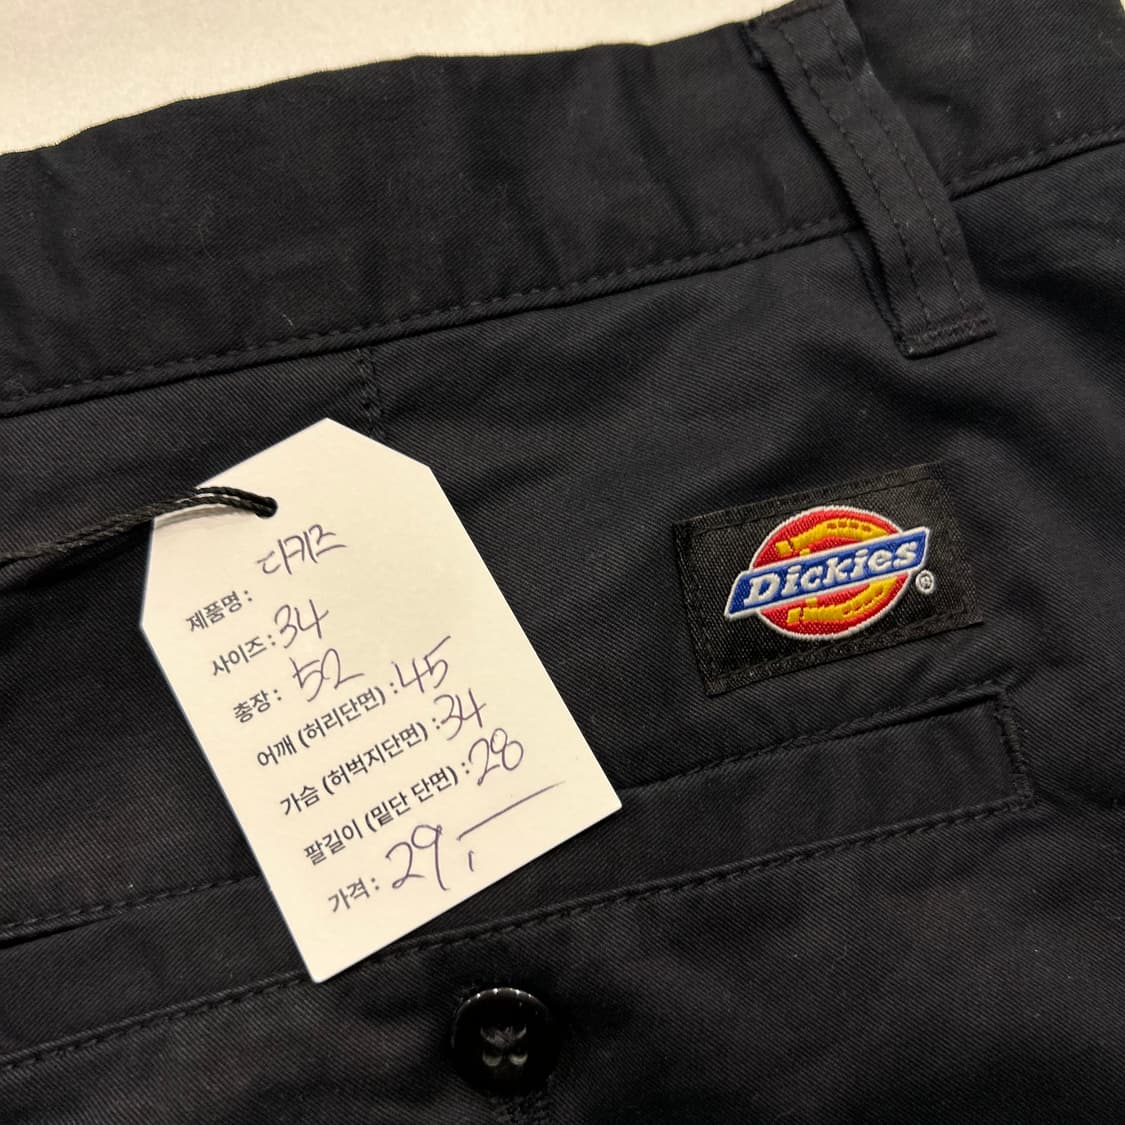 제품명: 디키즈
사이즈: 34
총장: 52
어깨 (허리단면) : 45
가슴 (허벅지단면) : 34
팔길이 (밑단 단면) : 28
가격: 29,—
Dickies®